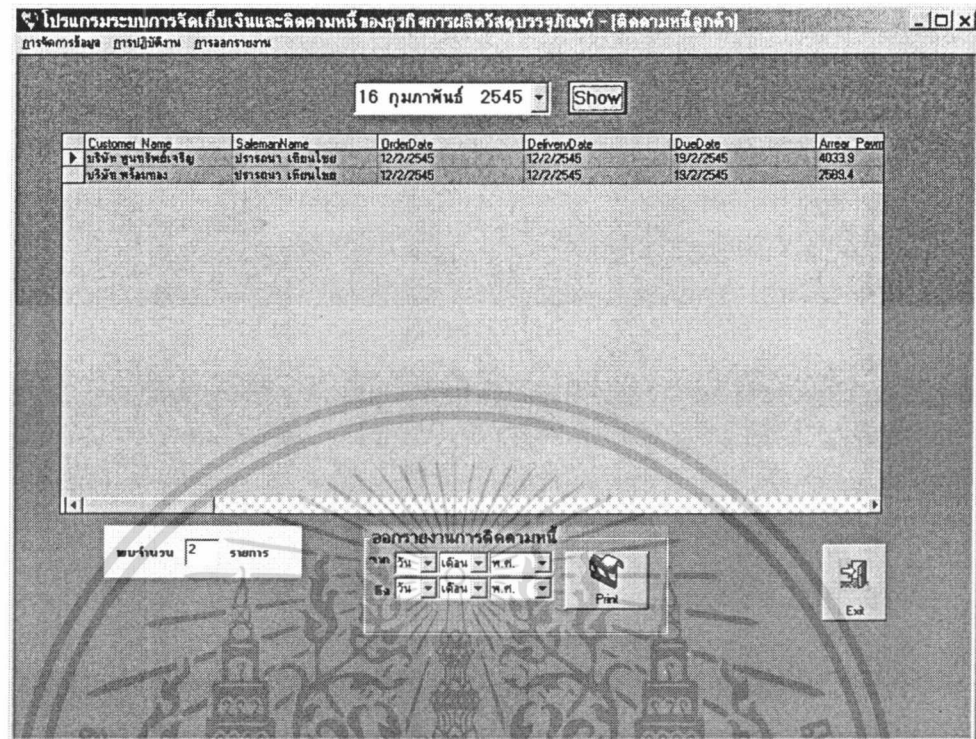 โปรแกรมระบบการจัดเก็บเงินและติดตามหนี้ของธุรกิจการผลิตวัสดุบรรจุภัณฑ์ - [ติดตามหนี้ลูกค้า]
การจัดการข้อมูล การปฏิบัติงาน การออกรายงาน
16 กุมภาพันธ์ 2545 Show
Customer Name SalemanName OrderDate DeliveryDate DueDate Arrear Paym
บริษัท พูนทรัพย์เจริญ ปรารถนา เทียนไชย 12/2/2545 12/2/2545 19/2/2545 4033.9
บริษัท พร้อมทอง ปรารถนา เทียนไชย 12/2/2545 12/2/2545 19/2/2545 2589.4
พบจำนวน 2 รายการ
ออกรายงานการติดตามหนี้
จาก วัน เดือน พ.ศ.
ถึง วัน เดือน พ.ศ.
Print
Exit